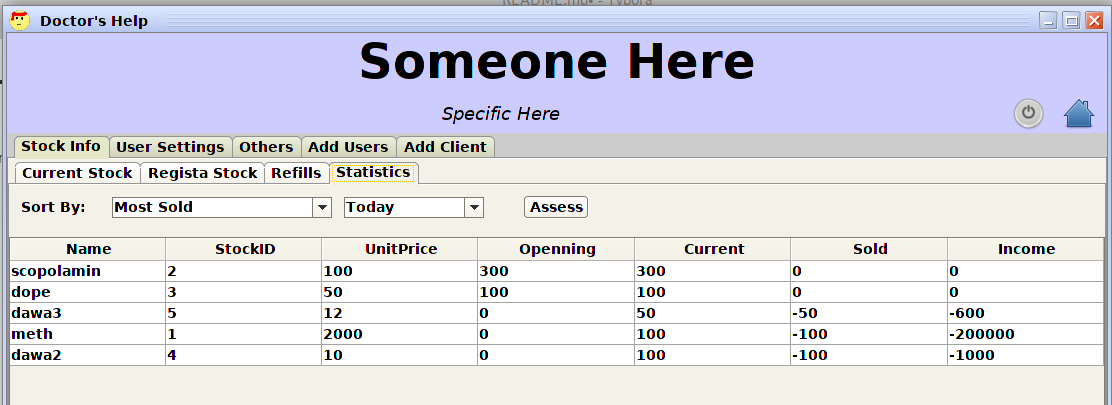 README.md• - Typora
Doctor's Help
Someone Here
Specific Here
Stock Info User Settings Others Add Users Add Client
Current Stock Regista Stock Refills Statistics
Sort By: Most Sold Today Assess
Name StockID UnitPrice Openning Current Sold Income
scopolamin 2 100 300 300 0 0
dope 3 50 100 100 0 0
dawa3 5 12 0 50 -50 -600
meth 1 2000 0 100 -100 -200000
dawa2 4 10 0 100 -100 -1000